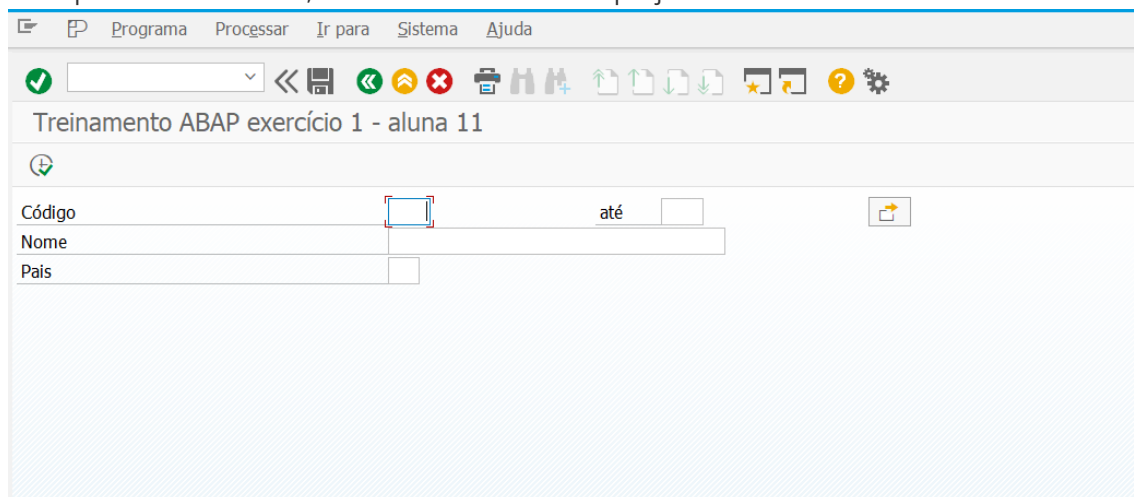 Programa Processar Ir para Sistema Ajuda
Treinamento ABAP exercício 1 - aluna 11
Código até
Nome
Pais